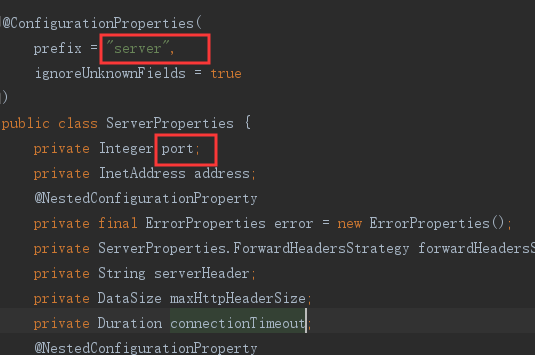 @ConfigurationProperties(
prefix = "server",
ignoreUnknownFields = true
)
public class ServerProperties {
private Integer port;
private InetAddress address;
@NestedConfigurationProperty
private final ErrorProperties error = new ErrorProperties();
private ServerProperties.ForwardHeadersStrategy forwardHeadersS
private String serverHeader;
private DataSize maxHttpHeaderSize;
private Duration connectionTimeout;
@NestedConfigurationProperty